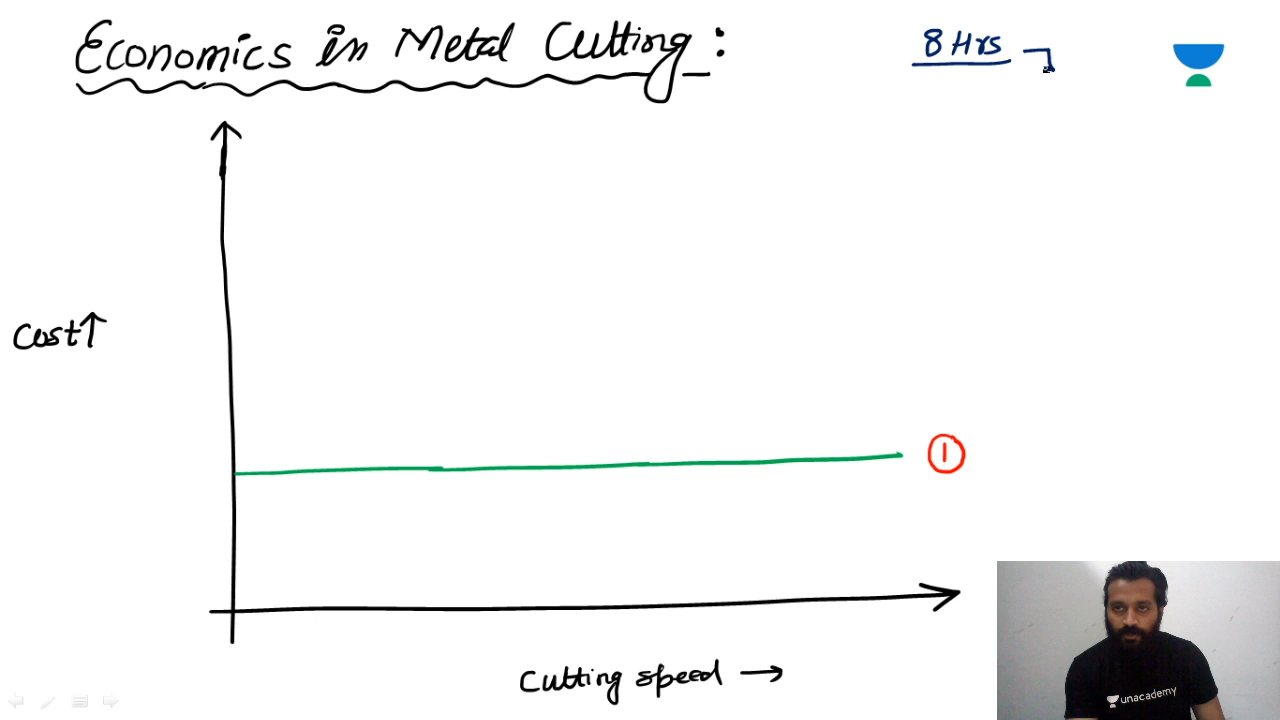 Economics in Metal Cutting :
8 Hrs
Cost↑
1
Cutting speed →
unacademy